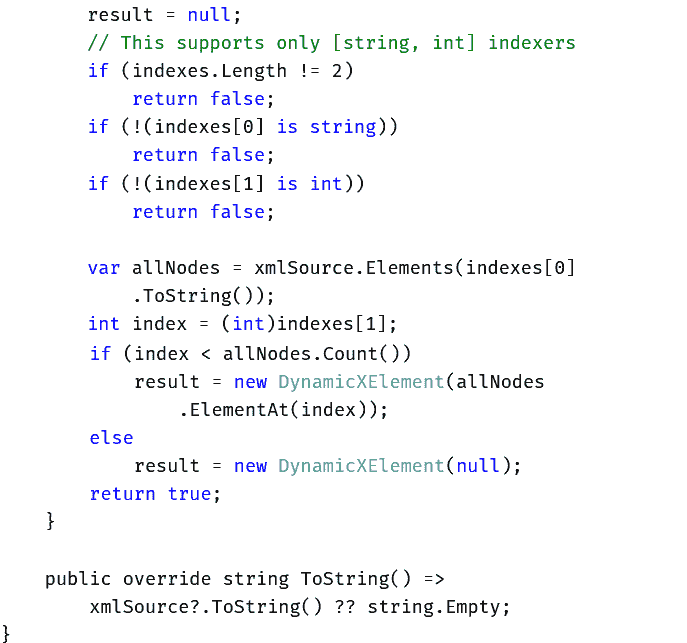 result = null;
// This supports only [string, int] indexers
if (indexes.Length != 2)
return false;
if (!(indexes[0] is string))
return false;
if (!(indexes[1] is int))
return false;
var allNodes = xmlSource.Elements(indexes[0]
.ToString());
int index = (int)indexes[1];
if (index < allNodes.Count())
result = new DynamicXElement(allNodes
.ElementAt(index));
else
result = new DynamicXElement(null);
return true;
}
public override string ToString() =>
xmlSource?.ToString() ?? string.Empty;
}